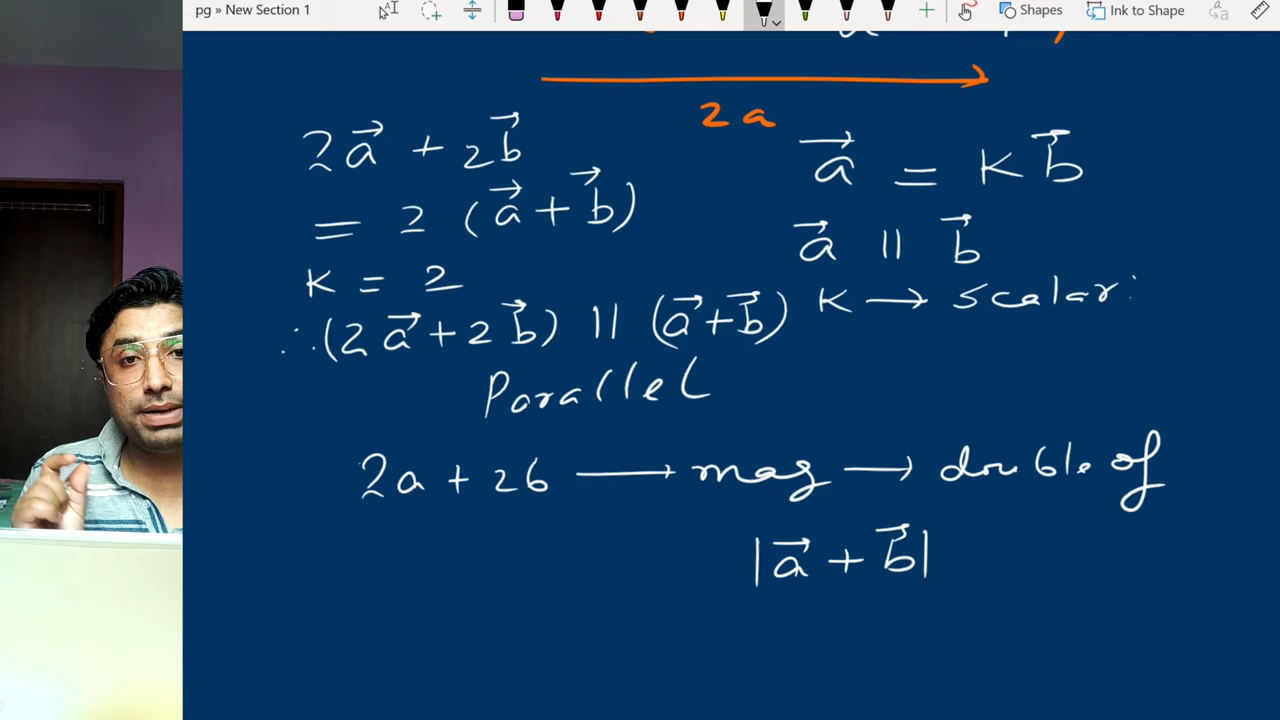 pg » New Section 1
Shapes
Ink to Shape
2a
2a⃗ + 2b⃗
= 2 (a⃗ + b⃗)
K = 2
∴ (2a⃗ + 2b⃗) || (a⃗ + b⃗)
Parallel
a⃗ = K b⃗
a⃗ || b⃗
K → scalar
2a + 2b → mag → double of
|a⃗ + b⃗|